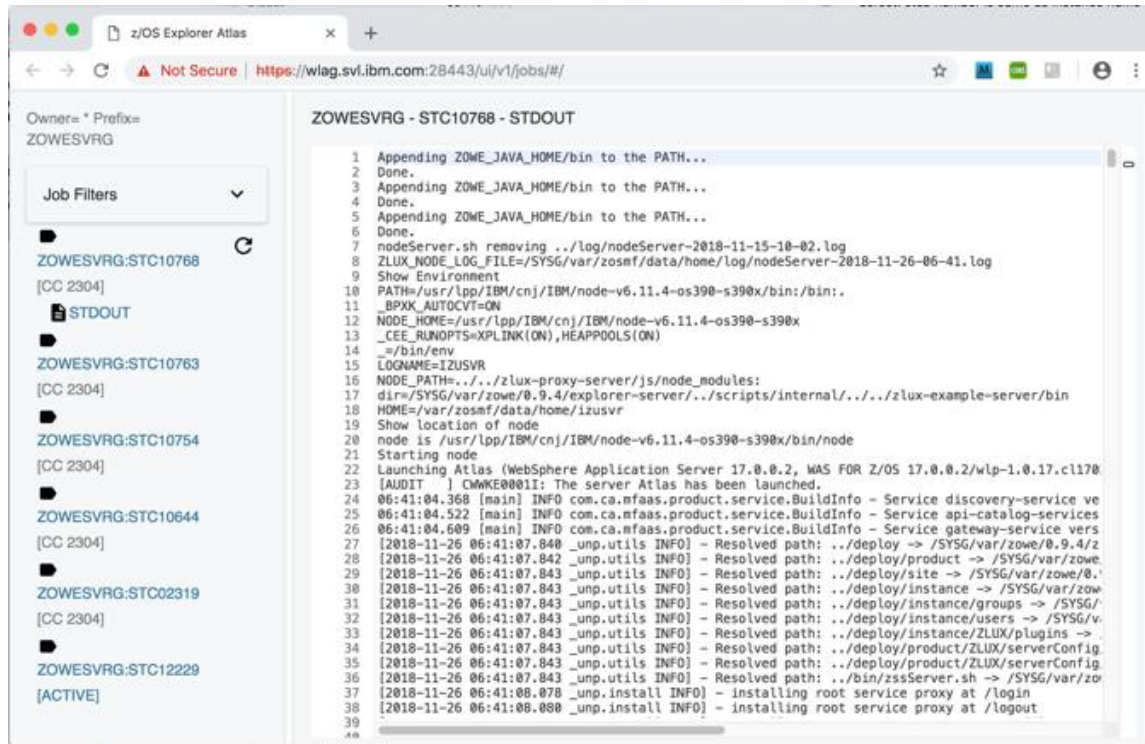 z/OS Explorer Atlas
Not Secure | https://wlag.svl.ibm.com:28443/ui/v1/jobs/#/
Owner= * Prefix=
ZOWESVRG
Job Filters
ZOWESVRG:STC10768
[CC 2304]
STDOUT
ZOWESVRG:STC10763
[CC 2304]
ZOWESVRG:STC10754
[CC 2304]
ZOWESVRG:STC10644
[CC 2304]
ZOWESVRG:STC02319
[CC 2304]
ZOWESVRG:STC12229
[ACTIVE]
ZOWESVRG - STC10768 - STDOUT
1 Appending ZOWE_JAVA_HOME/bin to the PATH...
2 Done.
3 Appending ZOWE_JAVA_HOME/bin to the PATH...
4 Done.
5 Appending ZOWE_JAVA_HOME/bin to the PATH...
6 Done.
7 nodeServer.sh removing ../log/nodeServer-2018-11-15-10-02.log
8 ZLUX_NODE_LOG_FILE=/SYSG/var/zosmf/data/home/log/nodeServer-2018-11-26-06-41.log
9 Show Environment
10 PATH=/usr/lpp/IBM/cnj/IBM/node-v6.11.4-os390-s390x/bin:/bin:.
11 _BPXK_AUTOCVT=ON
12 NODE_HOME=/usr/lpp/IBM/cnj/IBM/node-v6.11.4-os390-s390x
13 _CEE_RUNOPTS=XPLINK(ON),HEAPPOOLS(ON)
14 _=/bin/env
15 LOGNAME=IZUSVR
16 NODE_PATH=../../zlux-proxy-server/js/node_modules:
17 dir=/SYSG/var/zowe/0.9.4/explorer-server/../scripts/internal/../../zlux-example-server/bin
18 HOME=/var/zosmf/data/home/izusvr
19 Show location of node
20 node is /usr/lpp/IBM/cnj/IBM/node-v6.11.4-os390-s390x/bin/node
21 Starting node
22 Launching Atlas (WebSphere Application Server 17.0.0.2, WAS FOR Z/OS 17.0.0.2/wlp-1.0.17.cl170
23 [AUDIT   ] CWWKE0001I: The server Atlas has been launched.
24 06:41:04.368 [main] INFO com.ca.mfaas.product.service.BuildInfo - Service discovery-service ve
25 06:41:04.522 [main] INFO com.ca.mfaas.product.service.BuildInfo - Service api-catalog-services
26 06:41:04.609 [main] INFO com.ca.mfaas.product.service.BuildInfo - Service gateway-service vers
27 [2018-11-26 06:41:07.840 _unp.utils INFO] - Resolved path: ../deploy -> /SYSG/var/zowe/0.9.4/z
28 [2018-11-26 06:41:07.842 _unp.utils INFO] - Resolved path: ../deploy/product -> /SYSG/var/zowe
29 [2018-11-26 06:41:07.843 _unp.utils INFO] - Resolved path: ../deploy/site -> /SYSG/var/zowe/0.
30 [2018-11-26 06:41:07.843 _unp.utils INFO] - Resolved path: ../deploy/instance -> /SYSG/var/zow
31 [2018-11-26 06:41:07.843 _unp.utils INFO] - Resolved path: ../deploy/instance/groups -> /SYSG/
32 [2018-11-26 06:41:07.843 _unp.utils INFO] - Resolved path: ../deploy/instance/users -> /SYSG/v
33 [2018-11-26 06:41:07.843 _unp.utils INFO] - Resolved path: ../deploy/instance/ZLUX/plugins ->
34 [2018-11-26 06:41:07.843 _unp.utils INFO] - Resolved path: ../deploy/product/ZLUX/serverConfig
35 [2018-11-26 06:41:07.843 _unp.utils INFO] - Resolved path: ../deploy/product/ZLUX/serverConfig
36 [2018-11-26 06:41:07.843 _unp.utils INFO] - Resolved path: ../bin/zssServer.sh -> /SYSG/var/zo
37 [2018-11-26 06:41:08.078 _unp.install INFO] - installing root service proxy at /login
38 [2018-11-26 06:41:08.080 _unp.install INFO] - installing root service proxy at /logout
39